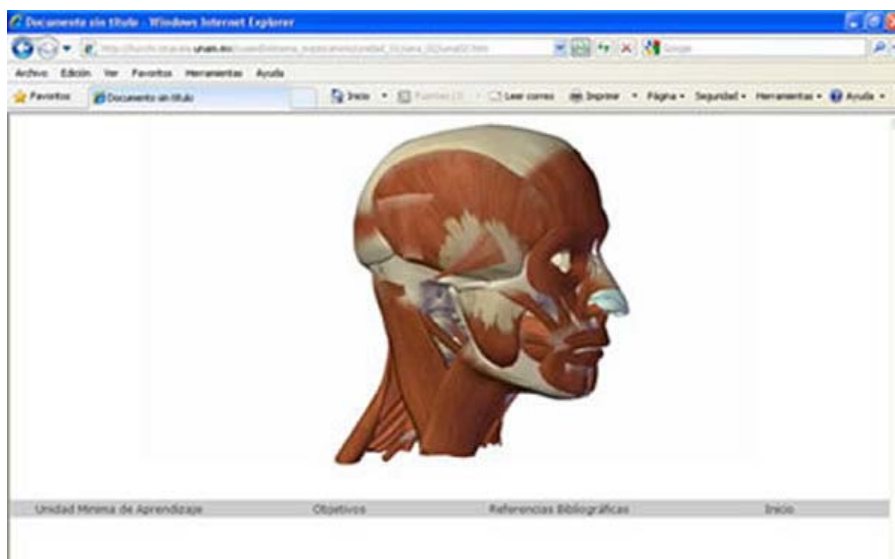 Documento sin título - Windows Internet Explorer
Google
Archivo Edición Ver Favoritos Herramientas Ayuda
Favoritos Documento sin título Inicio Leer correo Imprimir Página Seguridad Herramientas Ayuda
Unidad Mínima de Aprendizaje Objetivos Referencias Bibliográficas Inicio